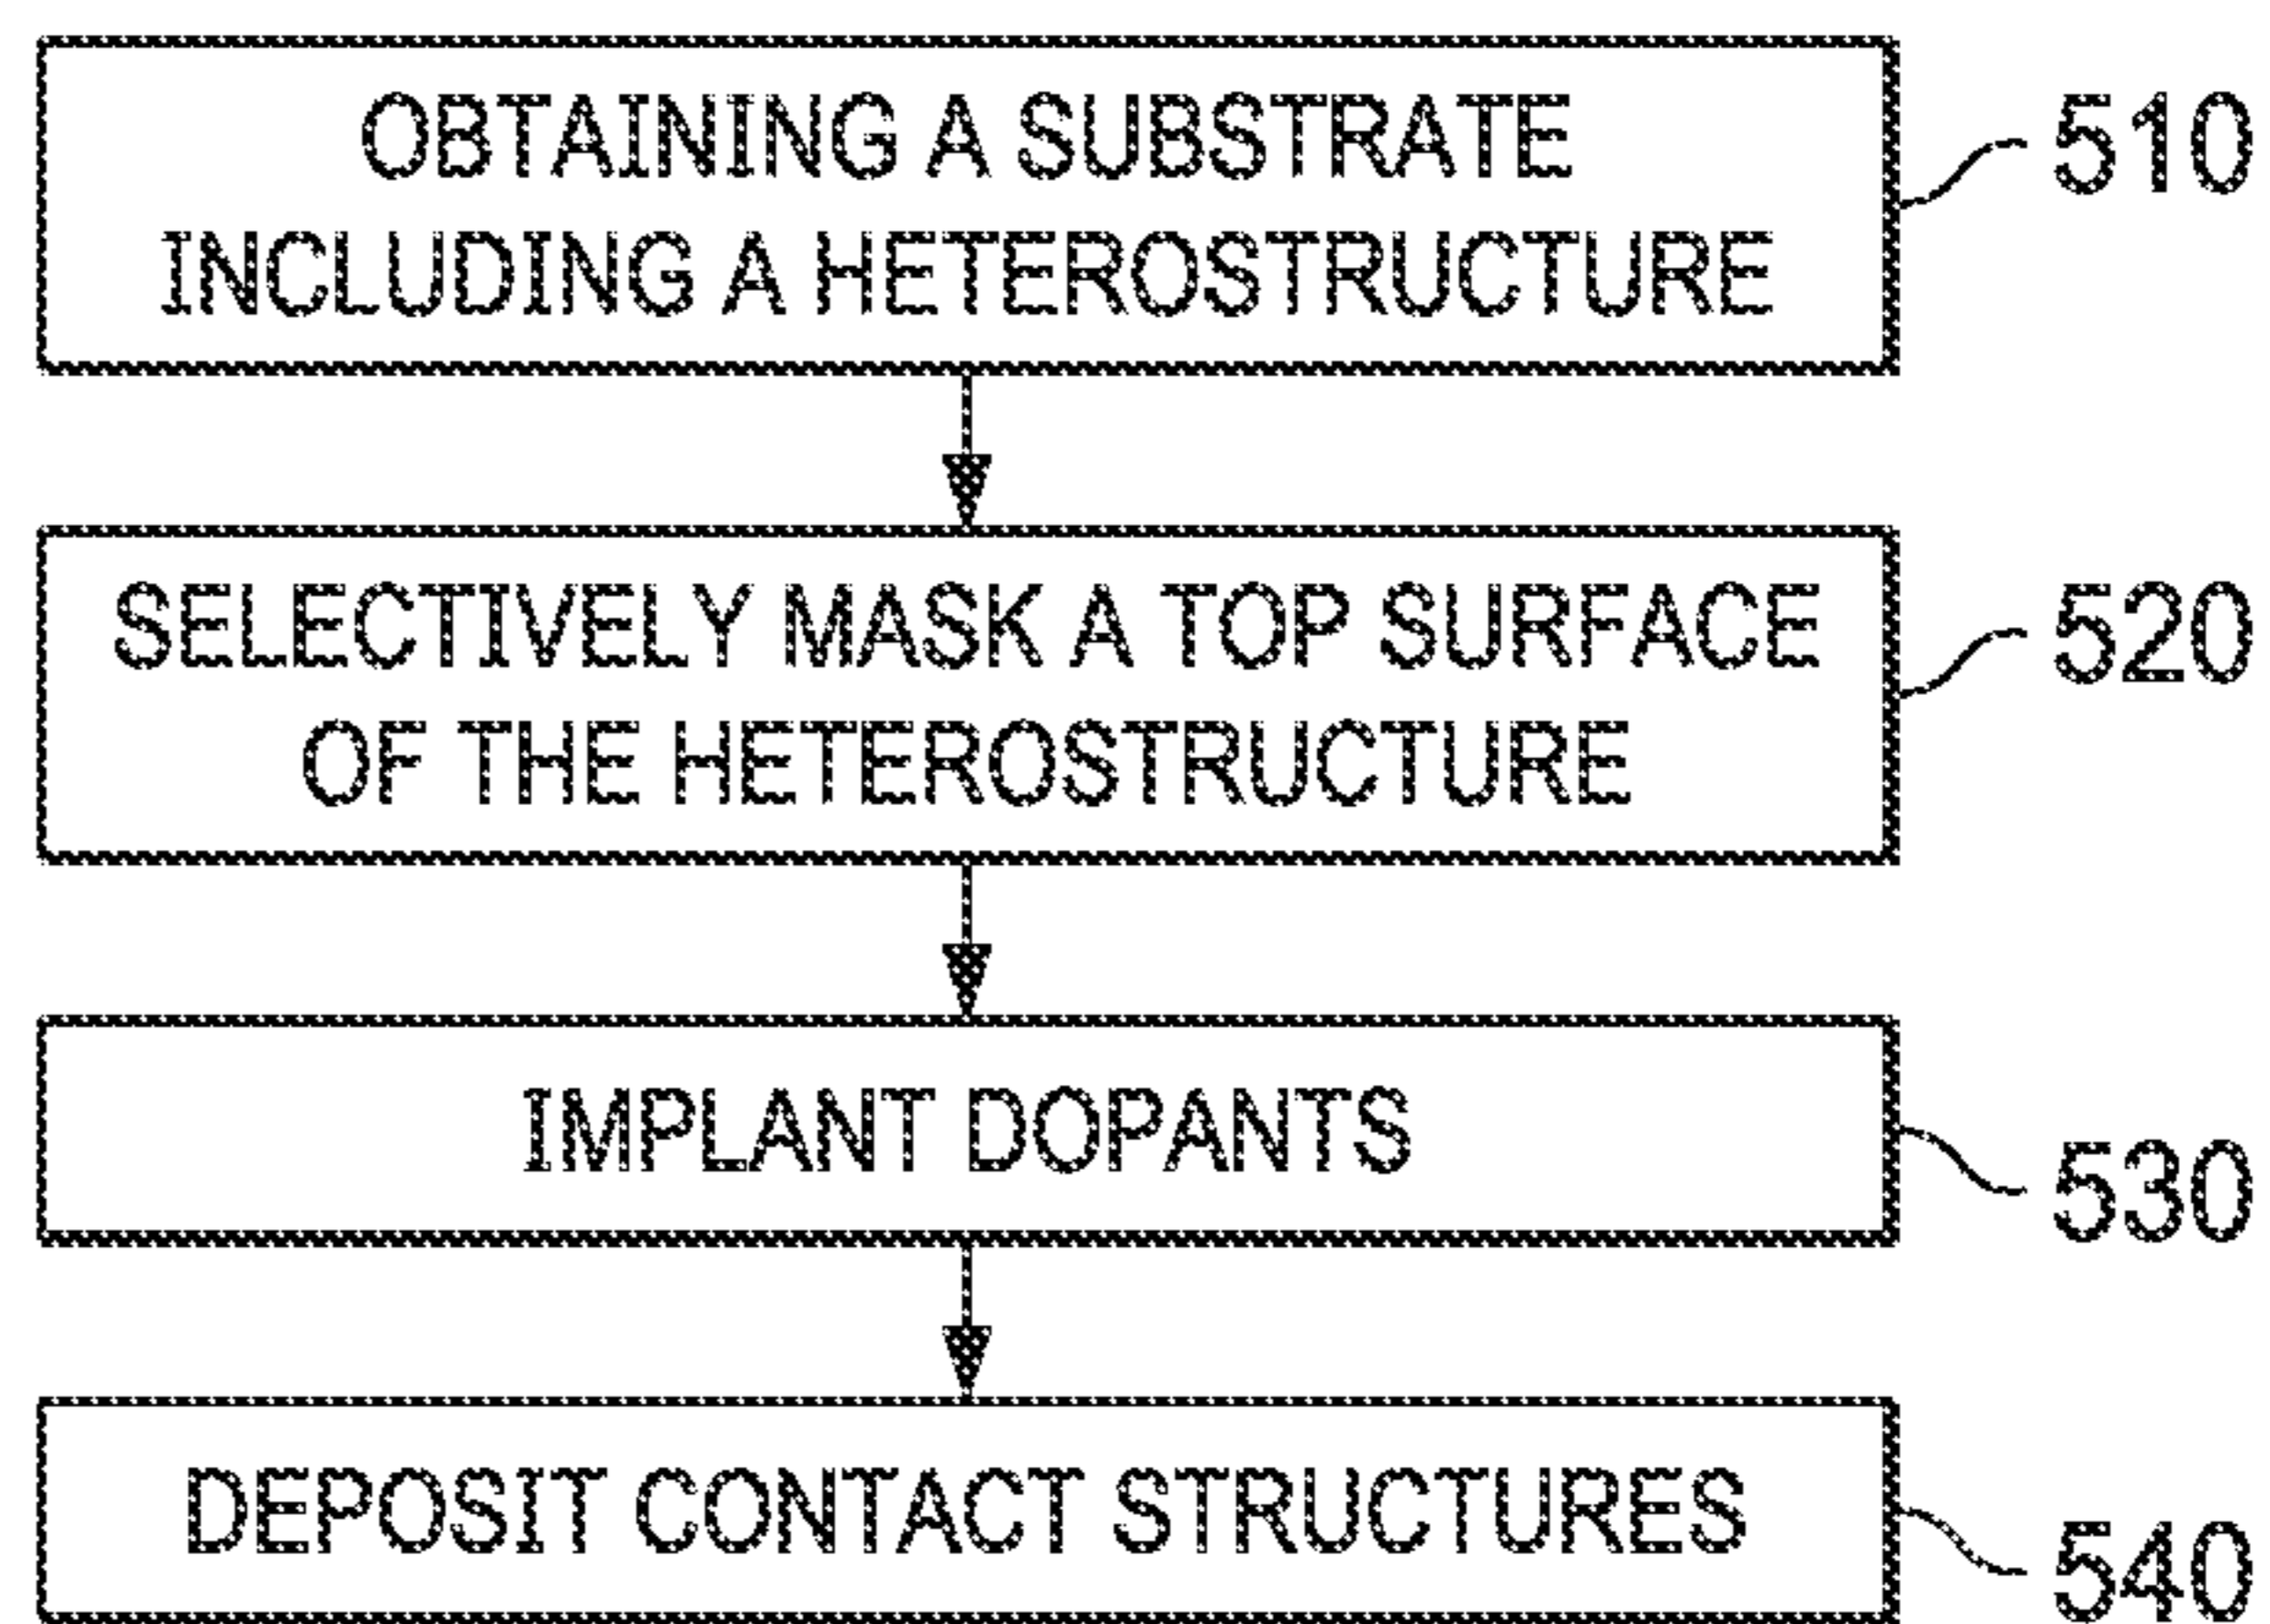 OBTAINING A SUBSTRATE
INCLUDING A HETEROSTRUCTURE
510
SELECTIVELY MASK A TOP SURFACE
OF THE HETEROSTRUCTURE
520
IMPLANT DOPANTS
530
DEPOSIT CONTACT STRUCTURES
540